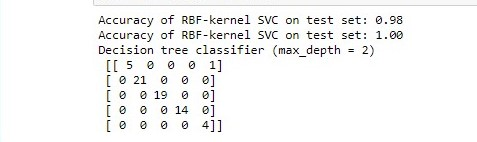 Accuracy of RBF-kernel SVC on test set: 0.98
Accuracy of RBF-kernel SVC on test set: 1.00
Decision tree classifier (max_depth = 2)
[[ 5 0 0 0 1]
[ 0 21 0 0 0]
[ 0 0 19 0 0]
[ 0 0 0 14 0]
[ 0 0 0 0 4]]